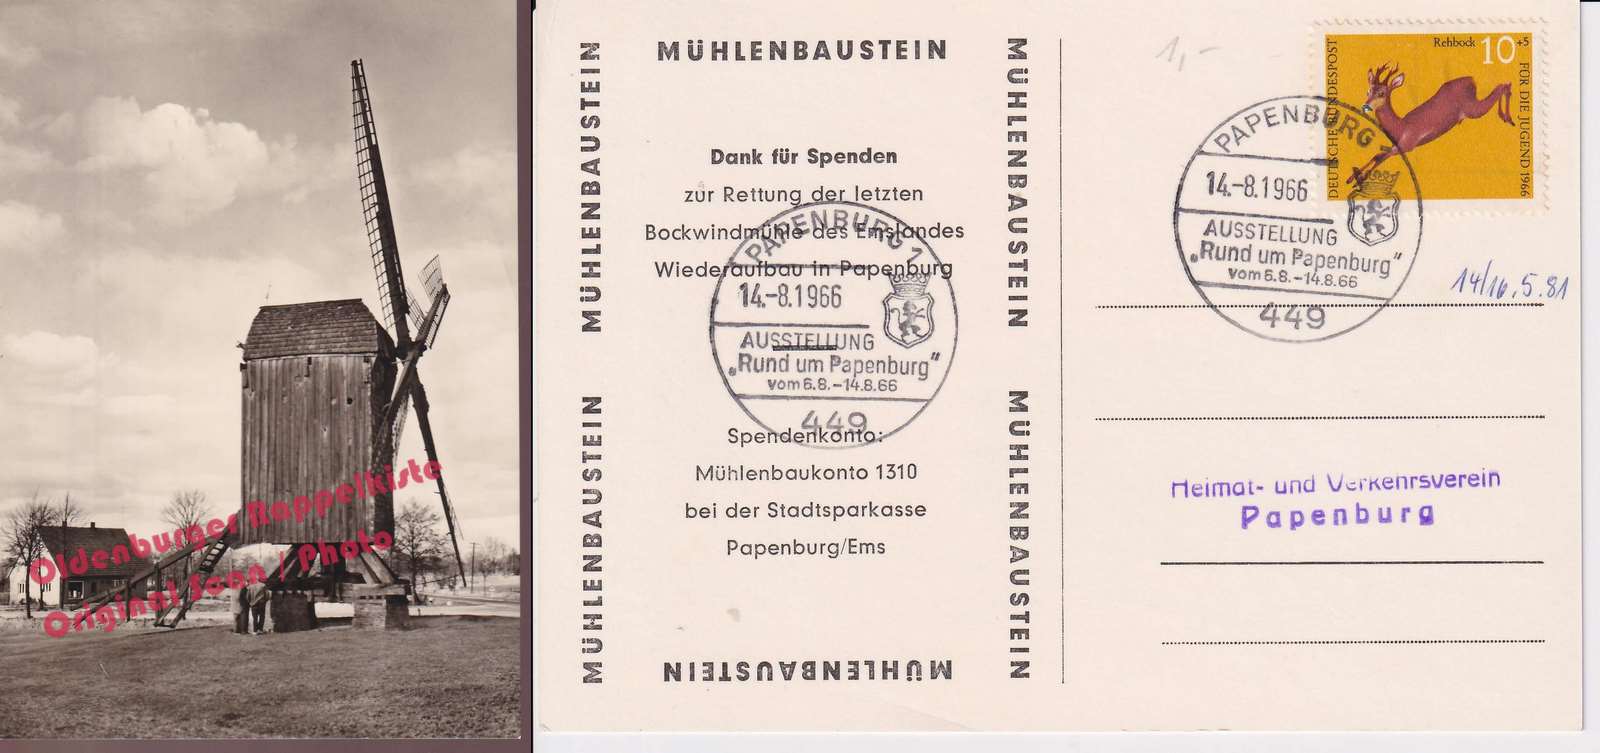 Oldenburger Rappelkiste
Original Scan / Photo
MÜHLENBAUSTEIN
MÜHLENBAUSTEIN
MÜHLENBAUSTEIN
MÜHLENBAUSTEIN
MÜHLENBAUSTEIN
MÜHLENBAUSTEIN
Dank für Spenden
zur Rettung der letzten
Bockwindmühle des Emslandes
Wiederaufbau in Papenburg
PAPENBURG 1
14.-8.1966
AUSSTELLUNG
„Rund um Papenburg"
vom 6.8.-14.8.66
449
Spendenkonto:
Mühlenbaukonto 1310
bei der Stadtsparkasse
Papenburg/Ems
1,-
DEUTSCHE BUNDESPOST
Rehbock 10+5
FÜR DIE JUGEND 1966
PAPENBURG 1
14.-8.1966
AUSSTELLUNG
„Rund um Papenburg"
vom 6.8.-14.8.66
449
14/16.5.81
Heimat- und Verkehrsverein
Papenburg